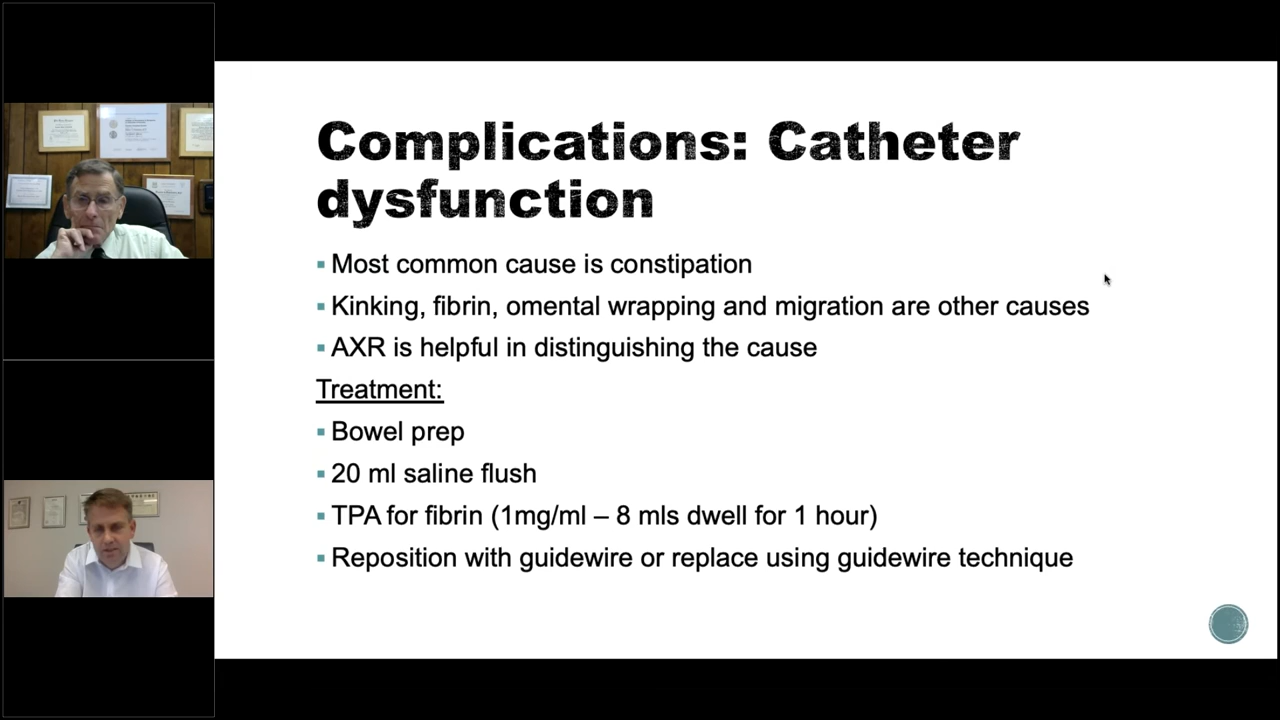 Complications: Catheter
dysfunction
▪ Most common cause is constipation
▪ Kinking, fibrin, omental wrapping and migration are other causes
▪ AXR is helpful in distinguishing the cause
Treatment:
▪ Bowel prep
▪ 20 ml saline flush
▪ TPA for fibrin (1mg/ml – 8 mls dwell for 1 hour)
▪ Reposition with guidewire or replace using guidewire technique